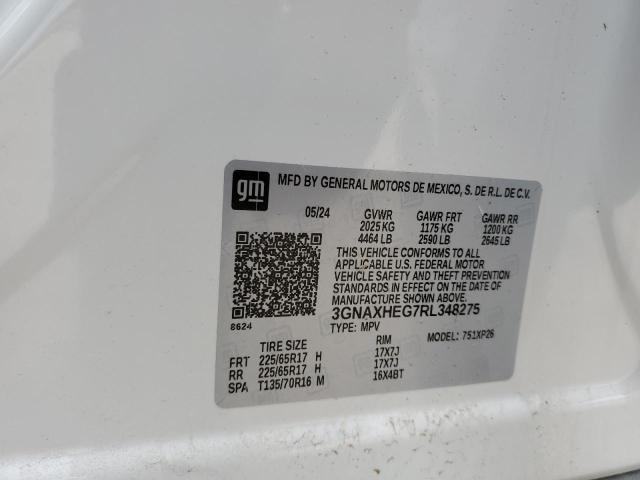 gm
MFD BY GENERAL MOTORS DE MEXICO, S. DE R.L. DE C.V.
05/24 GVWR GAWR FRT GAWR RR
2025 KG 1175 KG 1200 KG
4464 LB 2590 LB 2645 LB
THIS VEHICLE CONFORMS TO ALL
APPLICABLE U.S. FEDERAL MOTOR
VEHICLE SAFETY AND THEFT PREVENTION
STANDARDS IN EFFECT ON THE DATE OF
MANUFACTURE SHOWN ABOVE.
3GNAXHEG7RL348275
8624 TYPE: MPV MODEL: 751XP26
TIRE SIZE RIM
FRT 225/65R17 H 17X7J
RR 225/65R17 H 17X7J
SPA T135/70R16 M 16X4BT